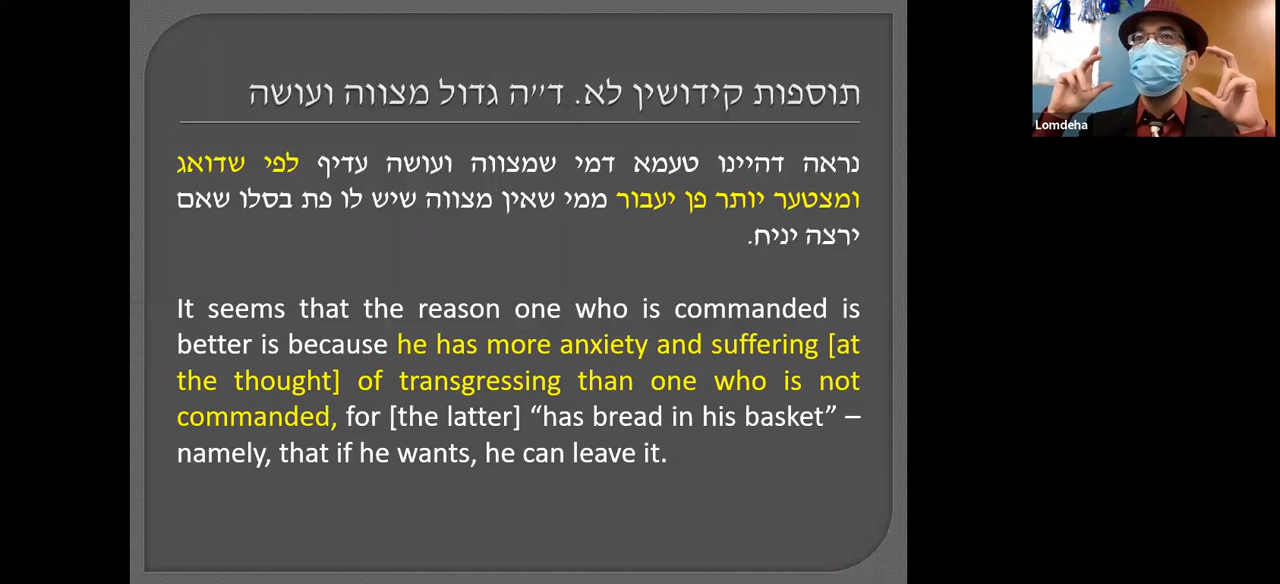 תוספות קידושין לא. ד״ה גדול מצווה ועושה
נראה דהיינו טעמא דמי שמצווה ועושה עדיף לפי שדואג
ומצטער יותר פן יעבור ממי שאין מצווה שיש לו פת בסלו שאם
ירצה יניח.
It seems that the reason one who is commanded is
better is because he has more anxiety and suffering [at
the thought] of transgressing than one who is not
commanded, for [the latter] “has bread in his basket” –
namely, that if he wants, he can leave it.
Lomdeha